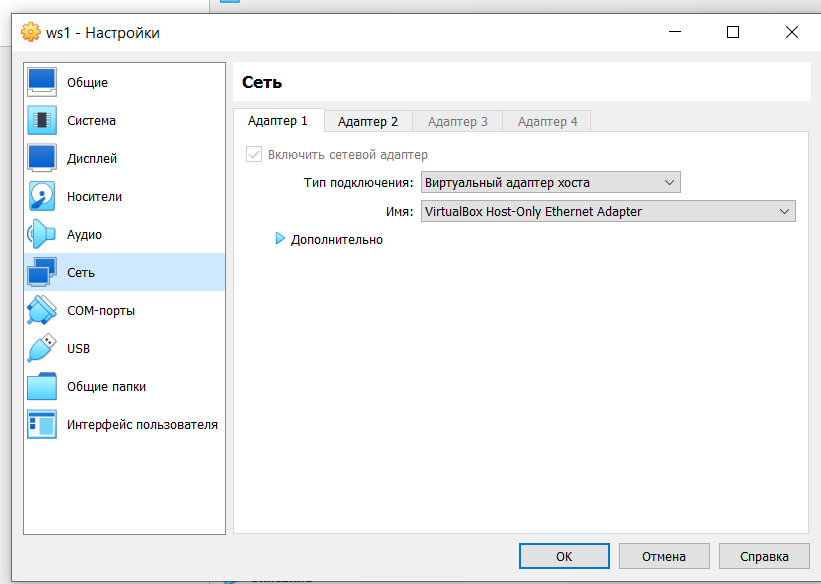 ws1 - Настройки
Общие
Система
Дисплей
Носители
Аудио
Сеть
COM-порты
USB
Общие папки
Интерфейс пользователя
Сеть
Адаптер 1 Адаптер 2 Адаптер 3 Адаптер 4
Включить сетевой адаптер
Тип подключения: Виртуальный адаптер хоста
Имя: VirtualBox Host-Only Ethernet Adapter
Дополнительно
OK Отмена Справка